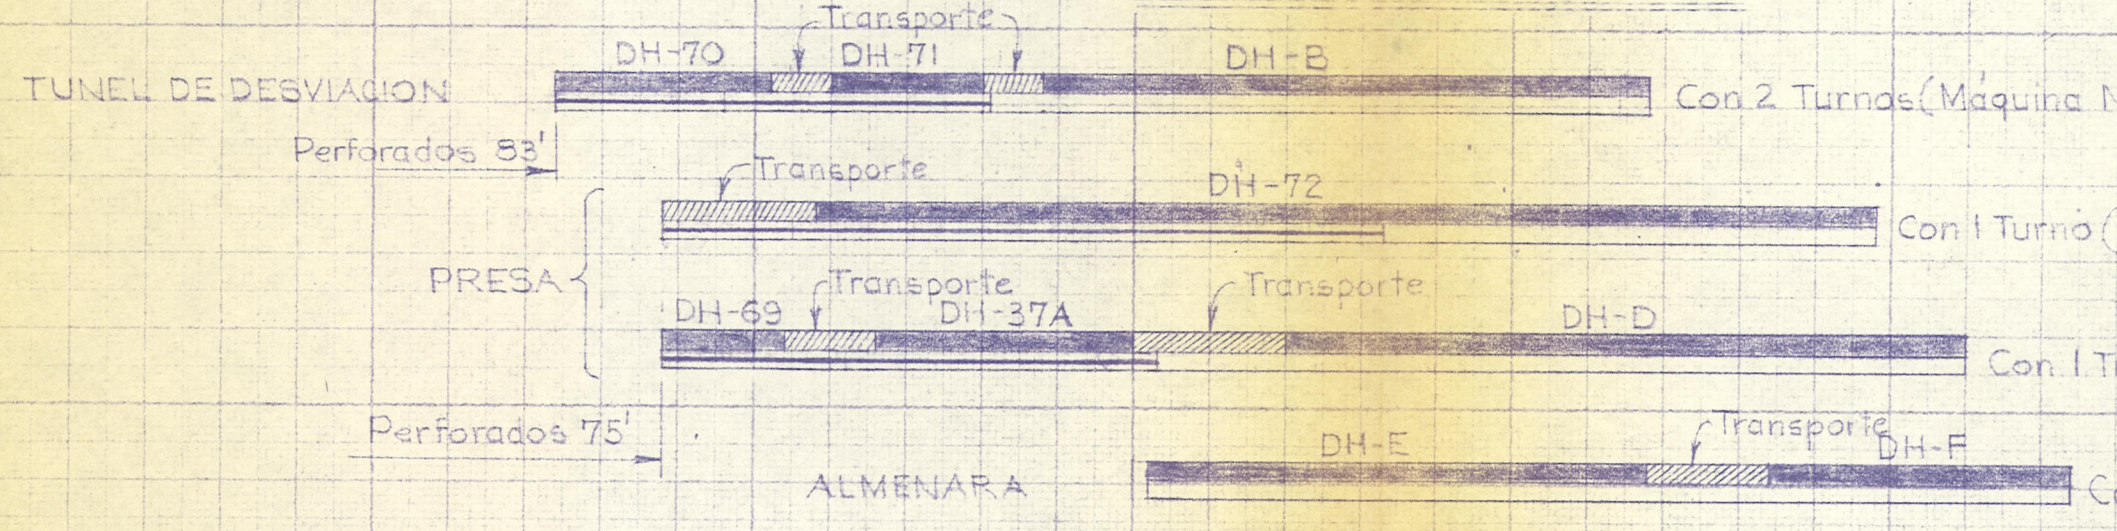 Transporte
DH-70 DH-71 DH-B
TUNEL DE DESVIACION Con 2 Turnos (Máquina
Perforados 83'
Transporte
DH-72
Con 1 Turno (
PRESA
Transporte Transporte
DH-69 DH-37A DH-D
Con 1
Perforados 75'
Transporte
DH-E DH-F
ALMENARA